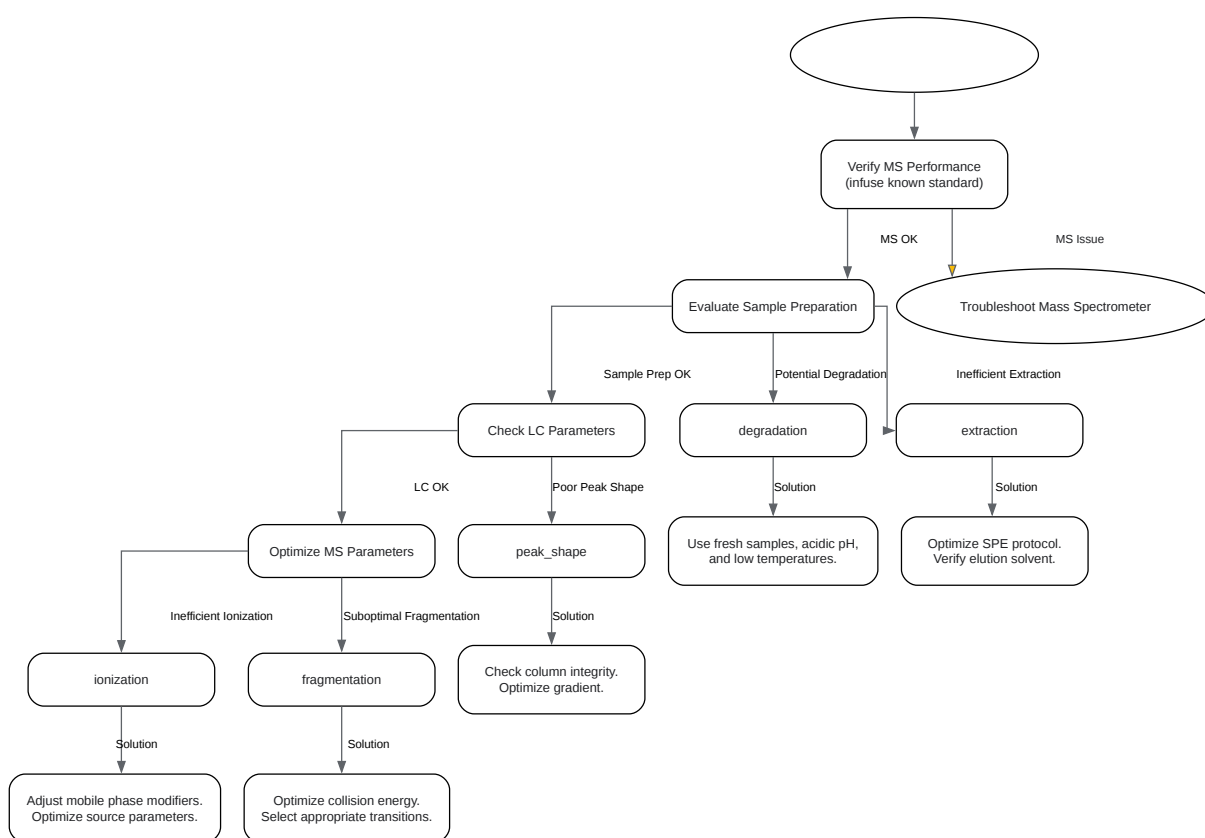 Verify MS Performance
(infuse known standard)
MS OK
MS Issue
Evaluate Sample Preparation
Troubleshoot Mass Spectrometer
Sample Prep OK
Potential Degradation
Inefficient Extraction
Check LC Parameters
degradation
extraction
LC OK
Poor Peak Shape
Solution
Solution
Optimize MS Parameters
peak_shape
Use fresh samples, acidic pH,
and low temperatures.
Optimize SPE protocol.
Verify elution solvent.
Inefficient Ionization
Suboptimal Fragmentation
Solution
ionization
fragmentation
Check column integrity.
Optimize gradient.
Solution
Solution
Adjust mobile phase modifiers.
Optimize source parameters.
Optimize collision energy.
Select appropriate transitions.